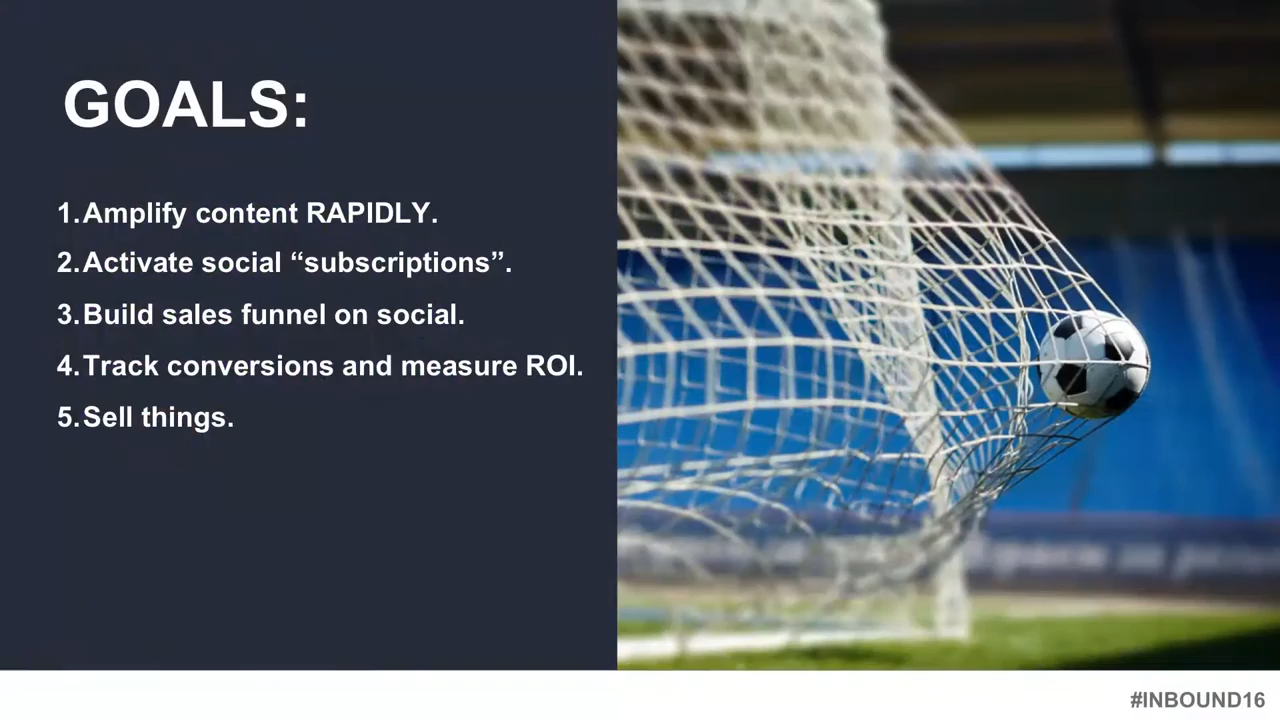 GOALS:
1.Amplify content RAPIDLY.
2.Activate social “subscriptions”.
3.Build sales funnel on social.
4.Track conversions and measure ROI.
5.Sell things.
#INBOUND16